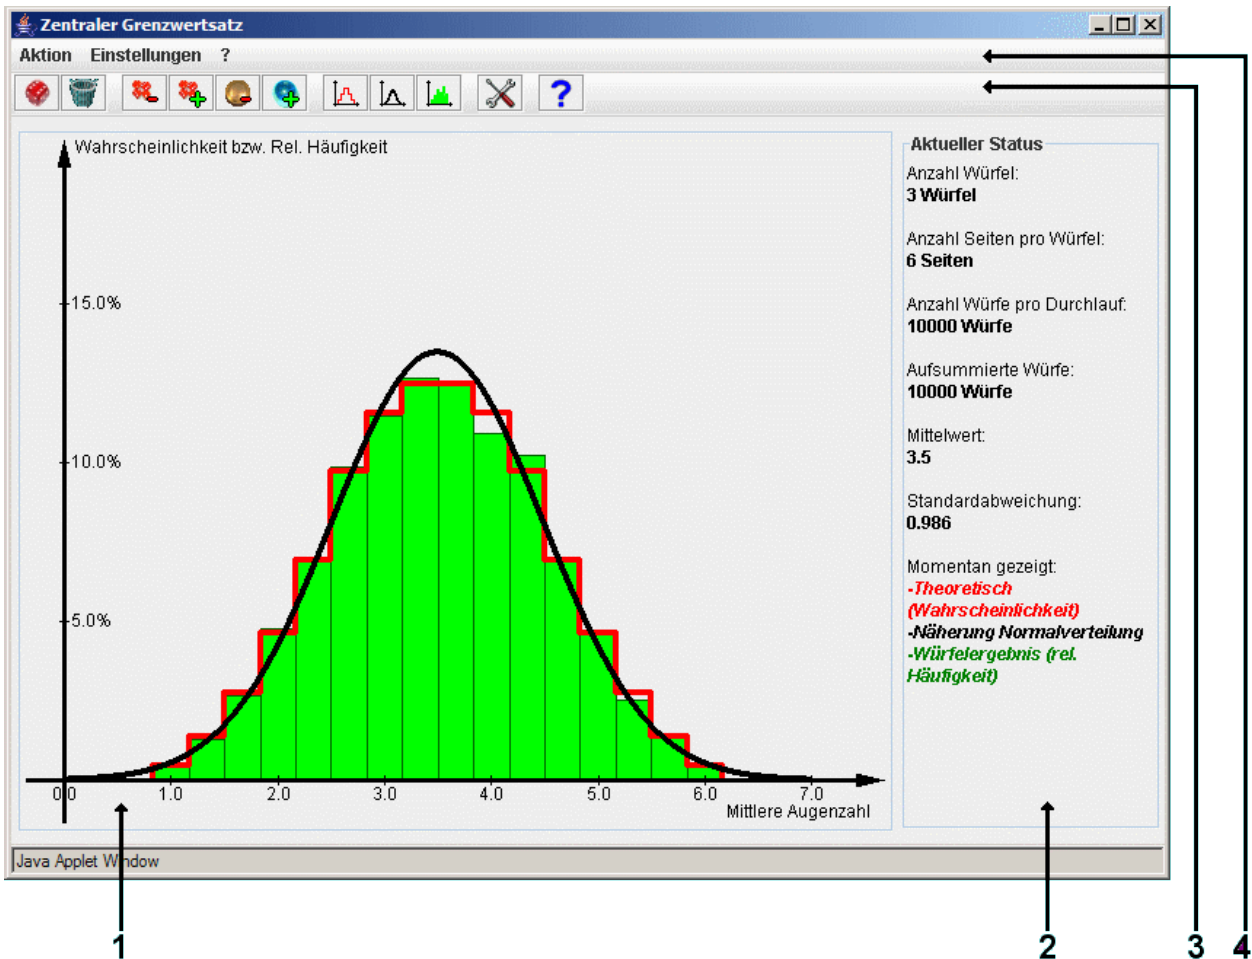 Zentraler Grenzwertsatz
Aktion Einstellungen ?
?
Wahrscheinlichkeit bzw. Rel. Häufigkeit
15.0%
10.0%
5.0%
0.0 1.0 2.0 3.0 4.0 5.0 6.0 7.0
Mittlere Augenzahl
Aktueller Status
Anzahl Würfel:
3 Würfel
Anzahl Seiten pro Würfel:
6 Seiten
Anzahl Würfe pro Durchlauf:
10000 Würfe
Aufsummierte Würfe:
10000 Würfe
Mittelwert:
3.5
Standardabweichung:
0.986
Momentan gezeigt:
-Theoretisch
(Wahrscheinlichkeit)
-Näherung Normalverteilung
-Würfelergebnis (rel.
Häufigkeit)
Java Applet Window
1 2 3 4